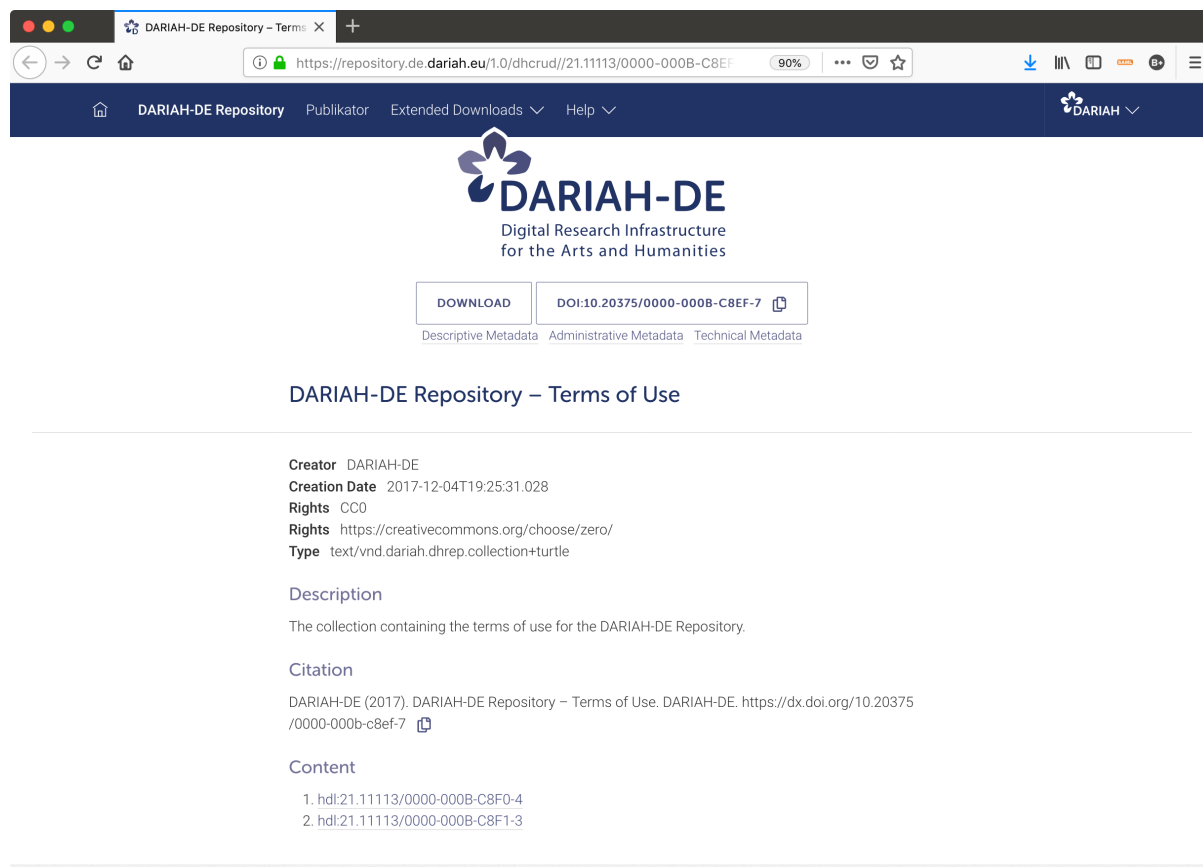 DARIAH-DE Repository – Terms
https://repository.de.dariah.eu/1.0/dhcrud//21.11113/0000-000B-C8EF
90%
DARIAH-DE Repository Publikator Extended Downloads Help DARIAH
DARIAH-DE
Digital Research Infrastructure
for the Arts and Humanities
DOWNLOAD DOI:10.20375/0000-000B-C8EF-7
Descriptive Metadata Administrative Metadata Technical Metadata
DARIAH-DE Repository – Terms of Use
Creator DARIAH-DE
Creation Date 2017-12-04T19:25:31.028
Rights CC0
Rights https://creativecommons.org/choose/zero/
Type text/vnd.dariah.dhrep.collection+turtle
Description
The collection containing the terms of use for the DARIAH-DE Repository.
Citation
DARIAH-DE (2017). DARIAH-DE Repository – Terms of Use. DARIAH-DE. https://dx.doi.org/10.20375
/0000-000b-c8ef-7
Content
1. hdl:21.11113/0000-000B-C8F0-4
2. hdl:21.11113/0000-000B-C8F1-3